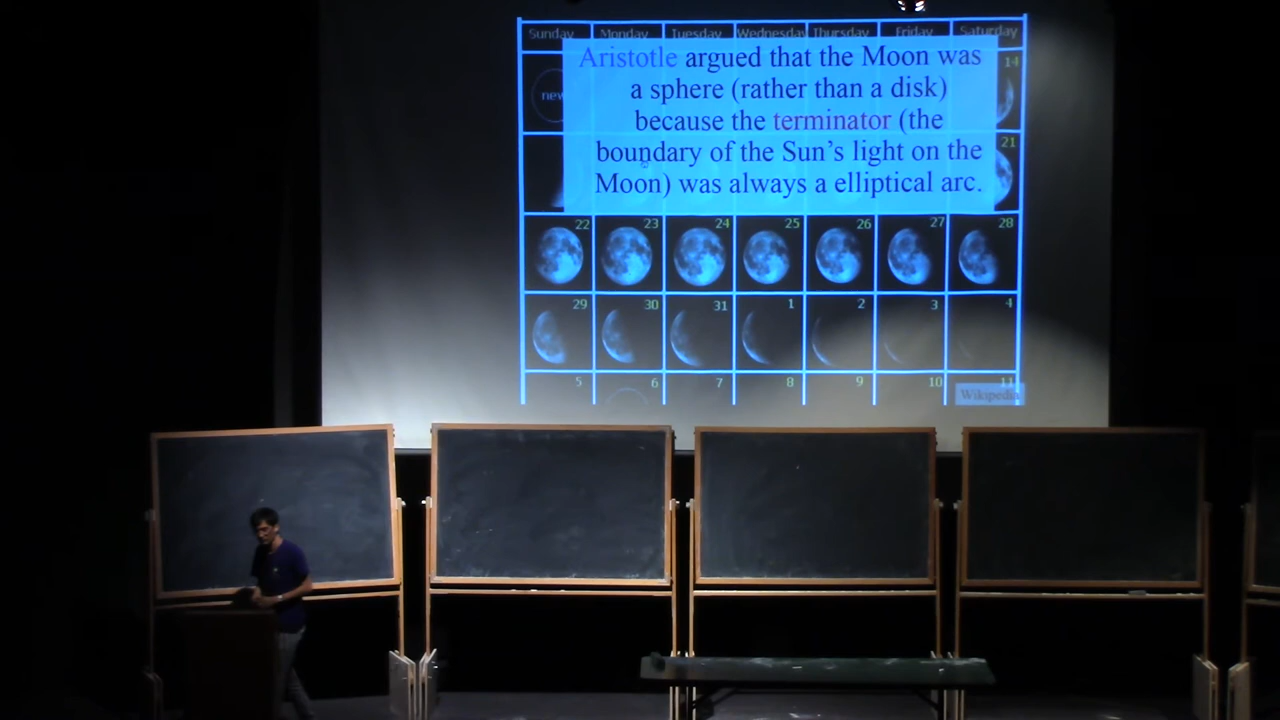 Sunday Monday Tuesday Wednesday Thursday Friday Saturday
Aristotle argued that the Moon was
a sphere (rather than a disk)
because the terminator (the
boundary of the Sun’s light on the
Moon) was always a elliptical arc.
new
14
21
22 23 24 25 26 27 28
29 30 31 1 2 3 4
5 6 7 8 9 10 11
Wikipedia